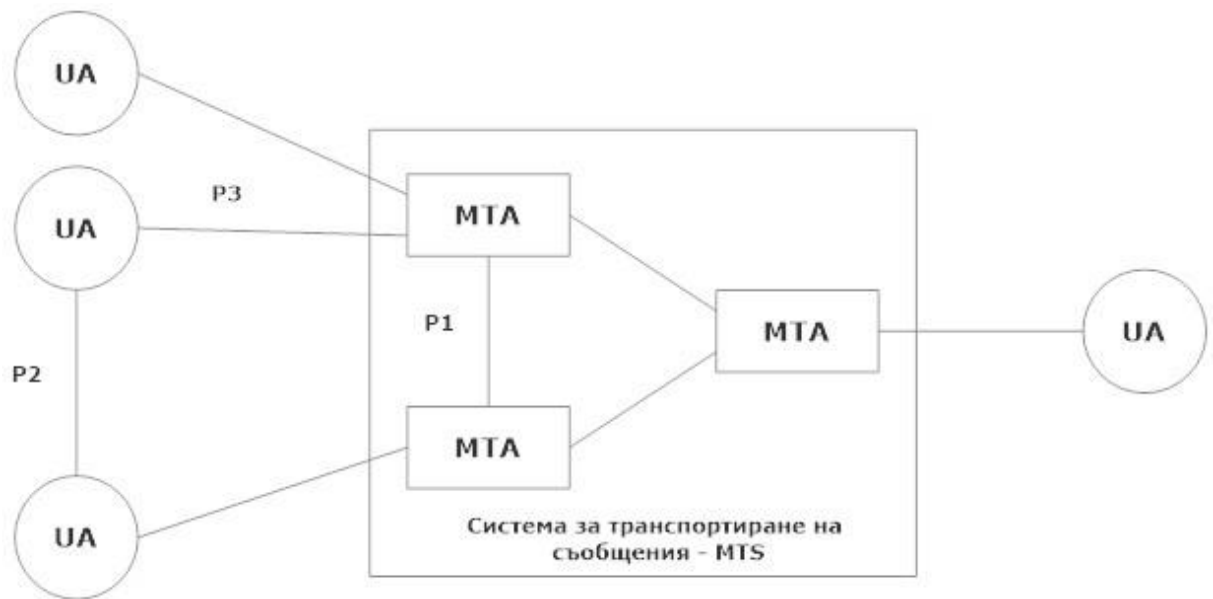 UA
UA
P3
MTA
P1
MTA
UA
P2
MTA
UA
Система за транспортиране на
съобщения - MTS